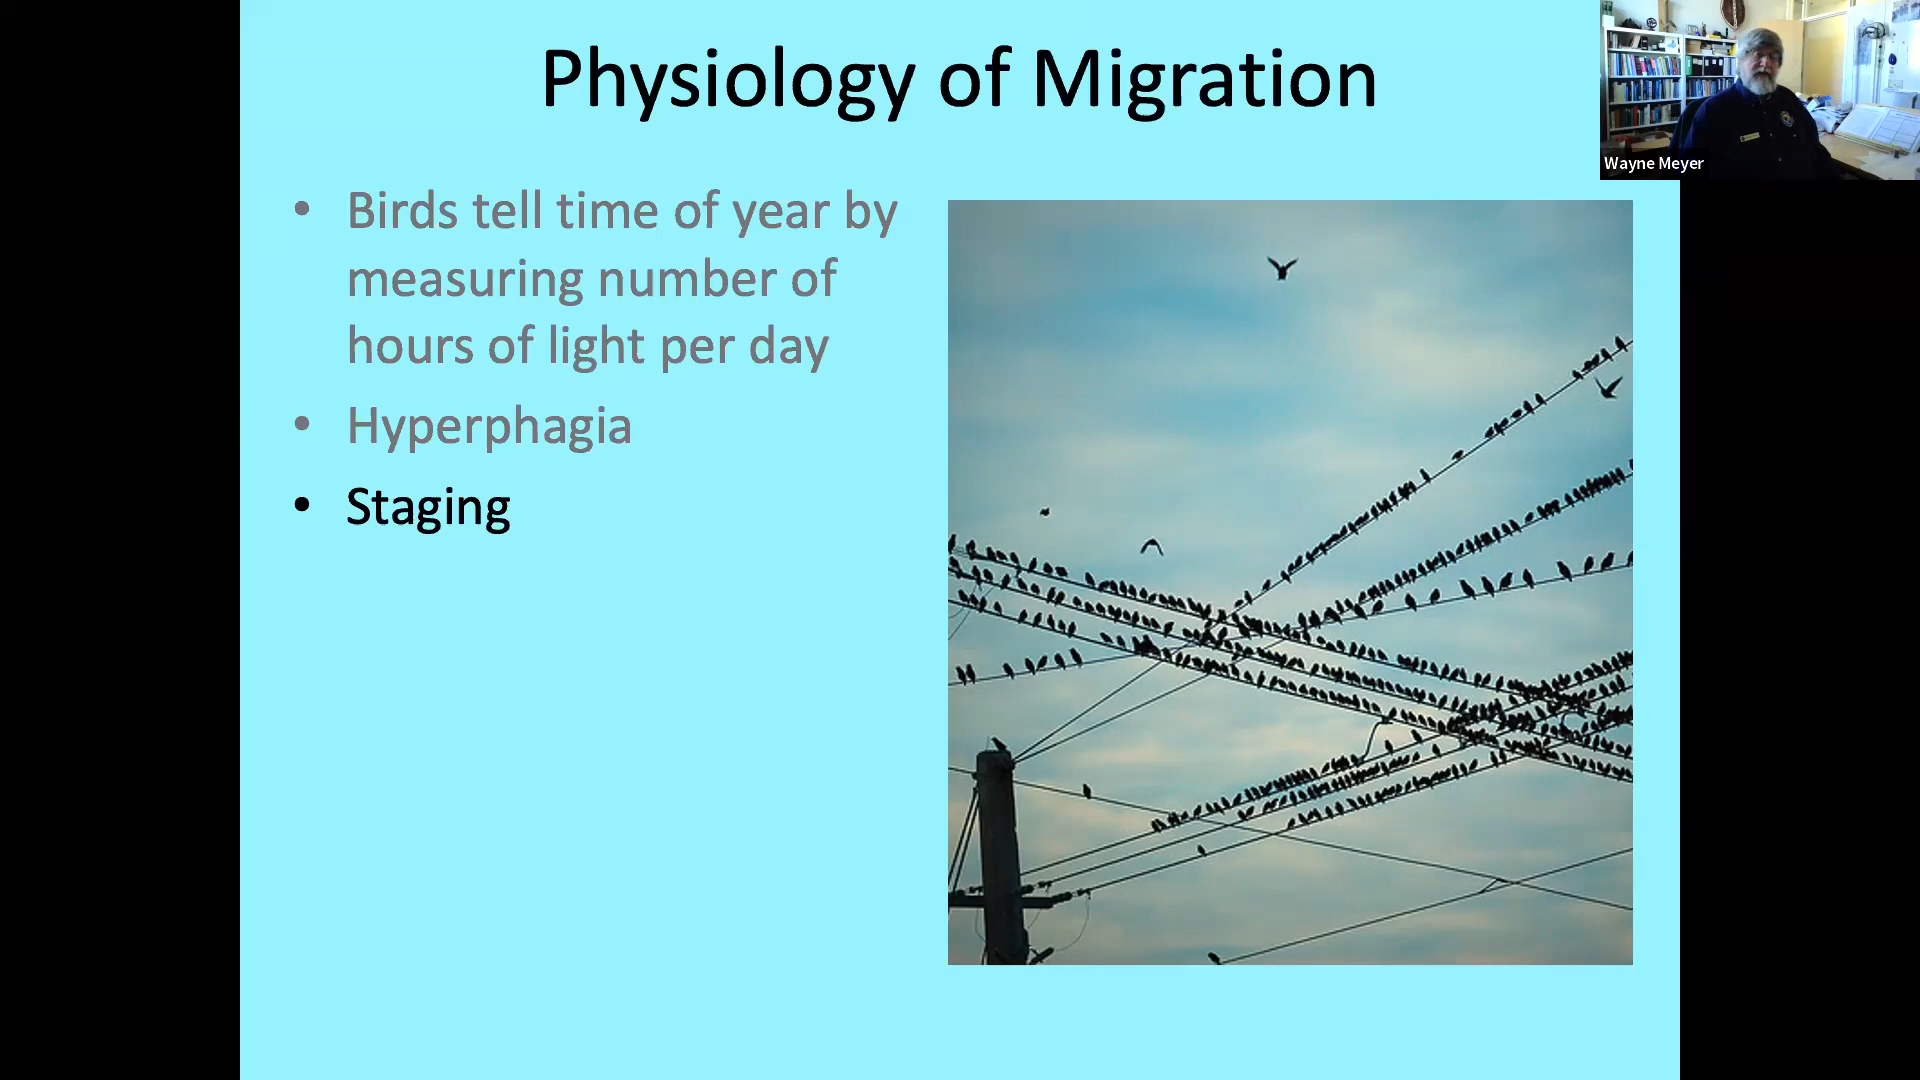 Physiology of Migration
Wayne Meyer
• Birds tell time of year by
measuring number of
hours of light per day
• Hyperphagia
• Staging